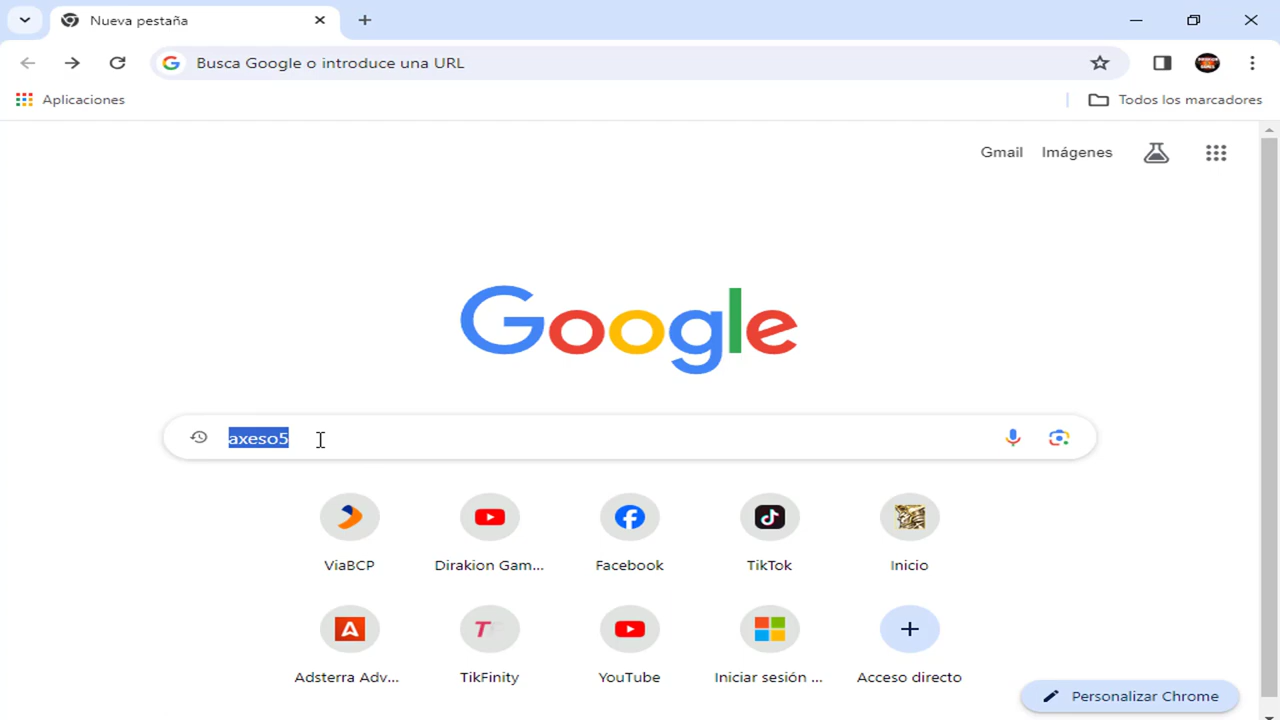 Nueva pestaña
Busca Google o introduce una URL
Aplicaciones
Todos los marcadores
Gmail Imágenes
Google
axeso5
ViaBCP Dirakion Gam... Facebook TikTok Inicio
Adsterra Adv... TikFinity YouTube Iniciar sesión ... Acceso directo
Personalizar Chrome